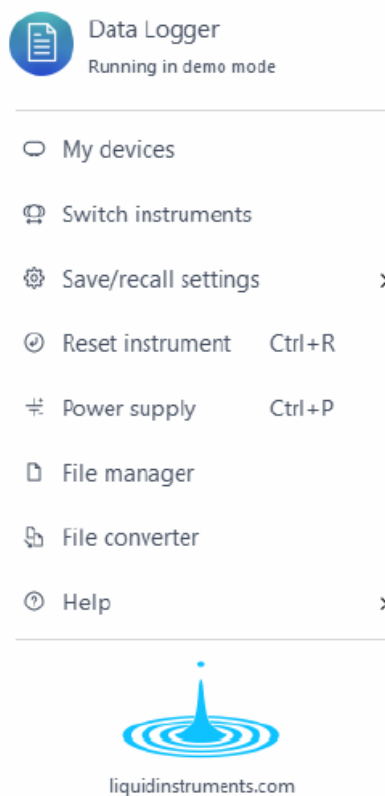 Data Logger
Running in demo mode
My devices
Switch instruments
Save/recall settings
Reset instrument Ctrl+R
Power supply Ctrl+P
File manager
File converter
Help
liquidinstruments.com